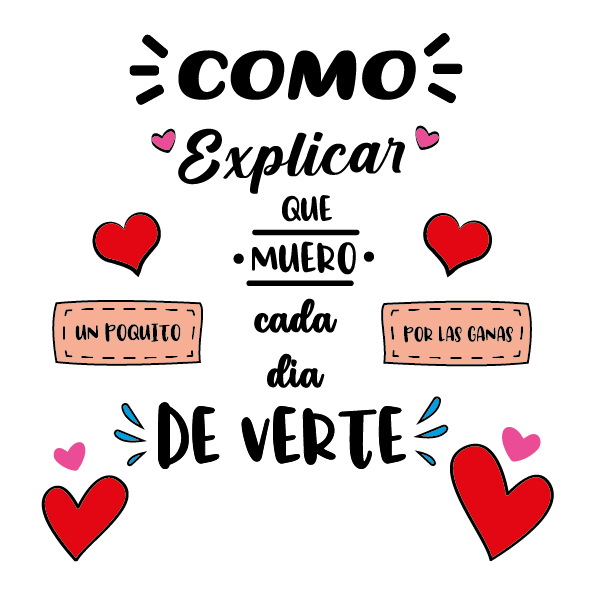 COMO
Explicar
QUE
• MUERO •
cada
UN POQUITO
POR LAS GANAS
dia
DE VERTE